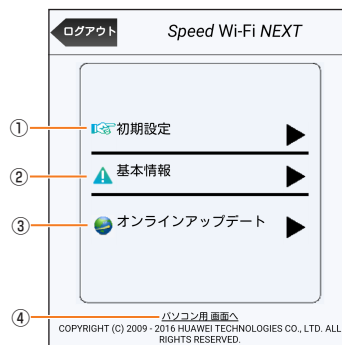 ログアウト Speed Wi-Fi NEXT
① 初期設定
② 基本情報
③ オンラインアップデート
④ パソコン用 画面へ
COPYRIGHT (C) 2009 - 2016 HUAWEI TECHNOLOGIES CO., LTD. ALL
RIGHTS RESERVED.